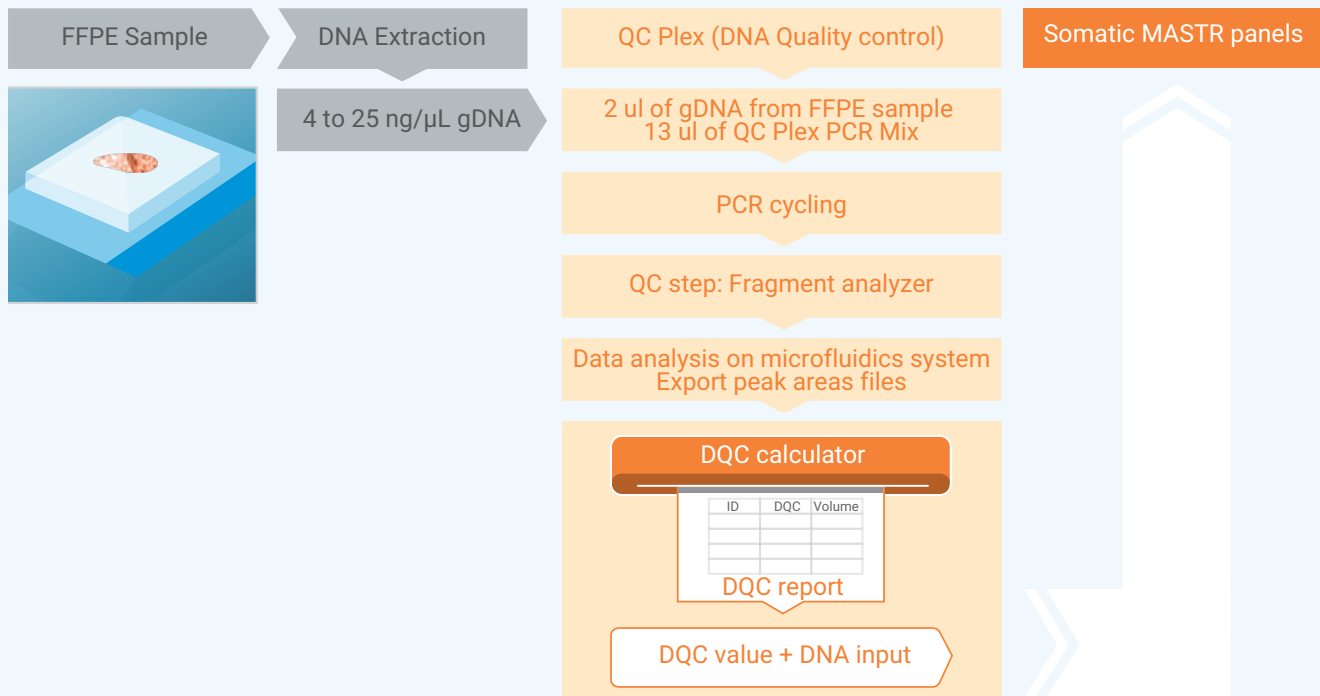 FFPE Sample
DNA Extraction
QC Plex (DNA Quality control)
Somatic MASTR panels
4 to 25 ng/µL gDNA
2 ul of gDNA from FFPE sample
13 ul of QC Plex PCR Mix
PCR cycling
QC step: Fragment analyzer
Data analysis on microfluidics system
Export peak areas files
DQC calculator
ID DQC Volume
DQC report
DQC value + DNA input